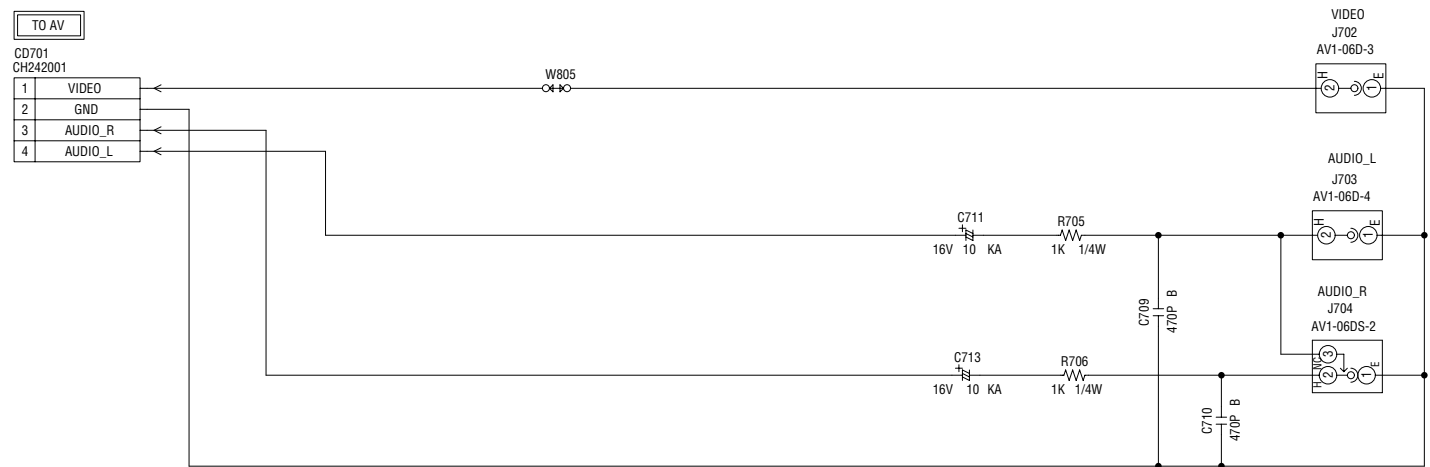 TO AV
CD701
CH242001
1 VIDEO
2 GND
3 AUDIO_R
4 AUDIO_L
W805
VIDEO
J702
AV1-06D-3
H
2
1
E
AUDIO_L
J703
AV1-06D-4
H
2
1
E
C711
+
16V 10 KA
R705
1K 1/4W
C709
470P B
AUDIO_R
J704
AV1-06DS-2
NC
3
H
2
1
E
C713
+
16V 10 KA
R706
1K 1/4W
C710
470P B